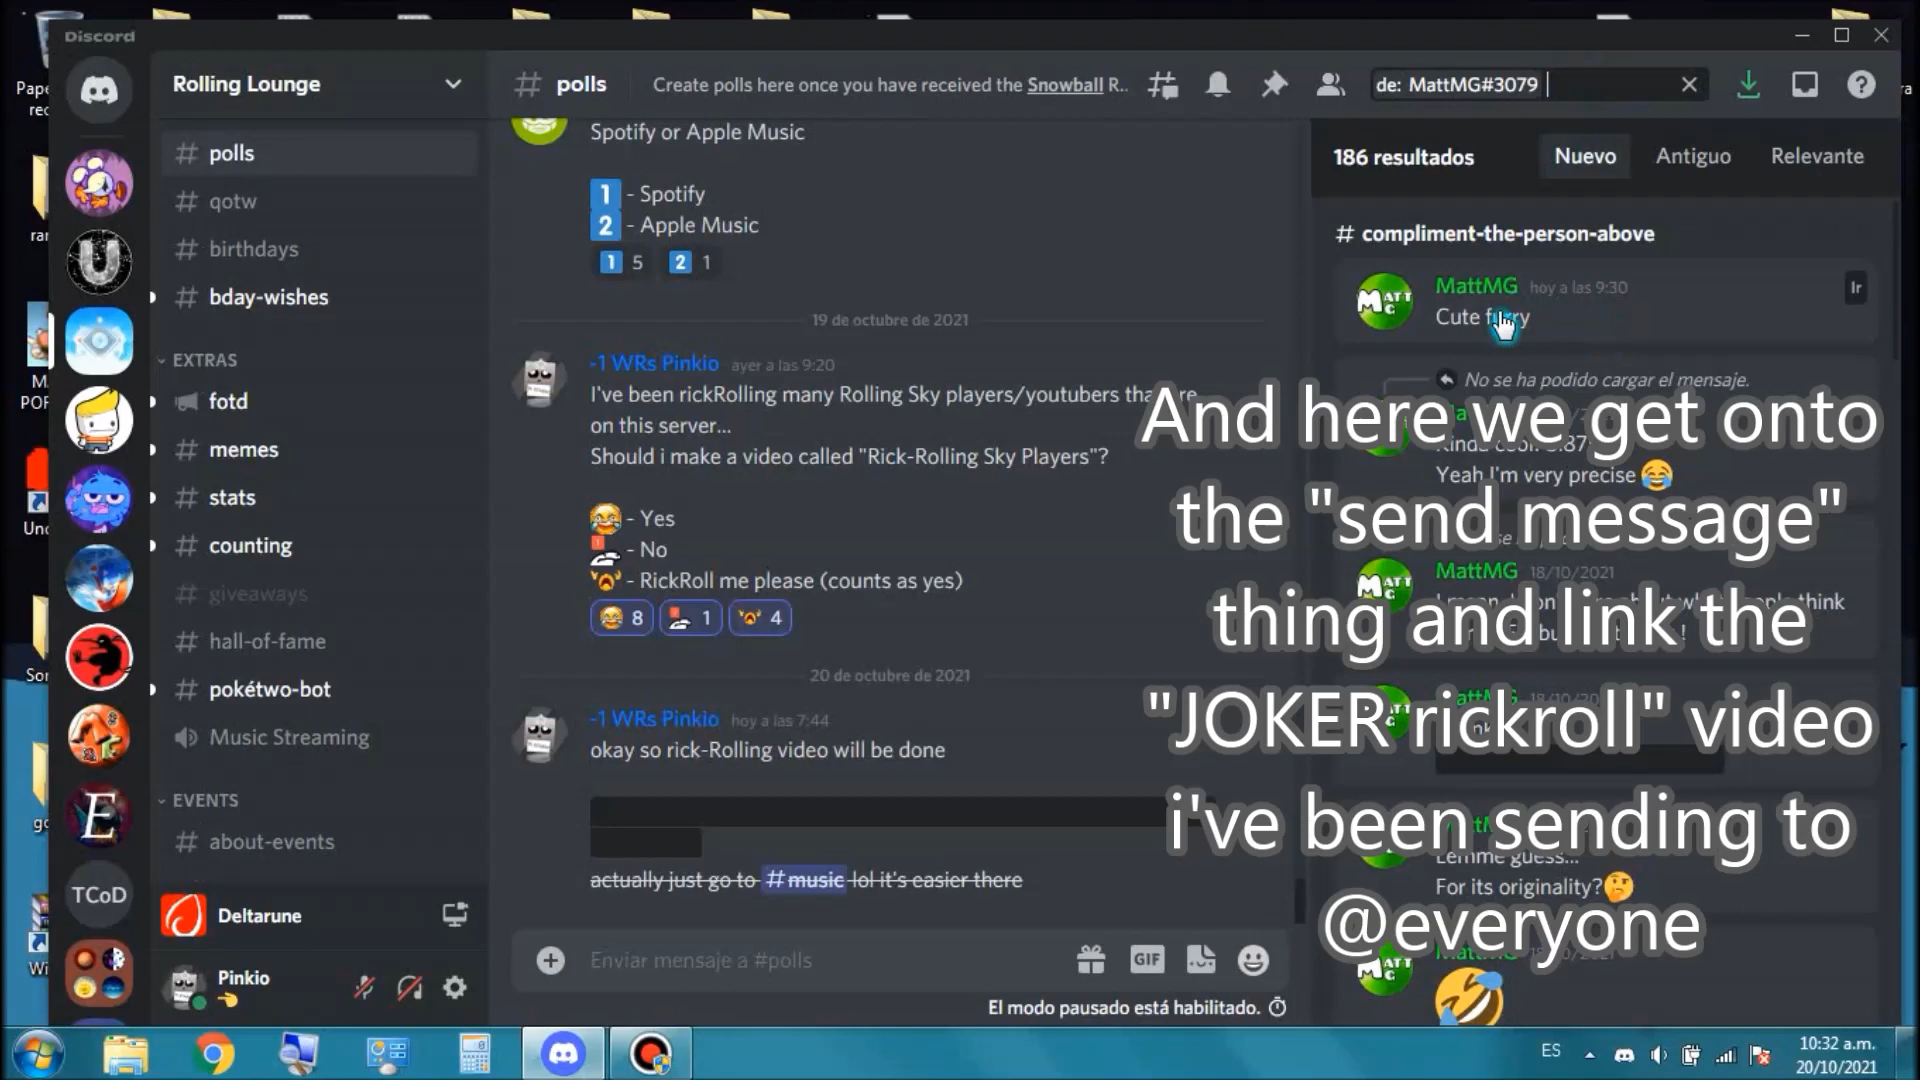 Discord
Rolling Lounge
polls
qotw
birthdays
bday-wishes
EXTRAS
fotd
memes
stats
counting
giveaways
hall-of-fame
pokétwo-bot
Music Streaming
EVENTS
about-events
TCoD
Deltarune
Pinkio
# polls
Create polls here once you have received the Snowball R...
de: MattMG#3079
Spotify or Apple Music
1 - Spotify
2 - Apple Music
1 5 2 1
19 de octubre de 2021
-1 WRs Pinkio ayer a las 9:20
I've been rickRolling many Rolling Sky players/youtubers
on this server...
Should i make a video called "Rick-Rolling Sky Players"?
- Yes
- No
- RickRoll me please (counts as yes)
8 1 4
20 de octubre de 2021
-1 WRs Pinkio hoy a las 7:44
okay so rick-Rolling video will be done
actually just go to #music lol it's easier there
Enviar mensaje a #polls
GIF
El modo pausado está habilitado.
186 resultados
Nuevo Antiguo Relevante
# compliment-the-person-above
MattMG hoy a las 9:30
Ir
Cute
No se ha podido cargar el mensaje.
Yeah I'm very precise
MattMG 18/10/2021
think
Lemme guess...
For its originality?
And here we get onto
the "send message"
thing and link the
"JOKER rickroll" video
i've been sending to
@everyone
ES
10:32 a.m.
20/10/2021